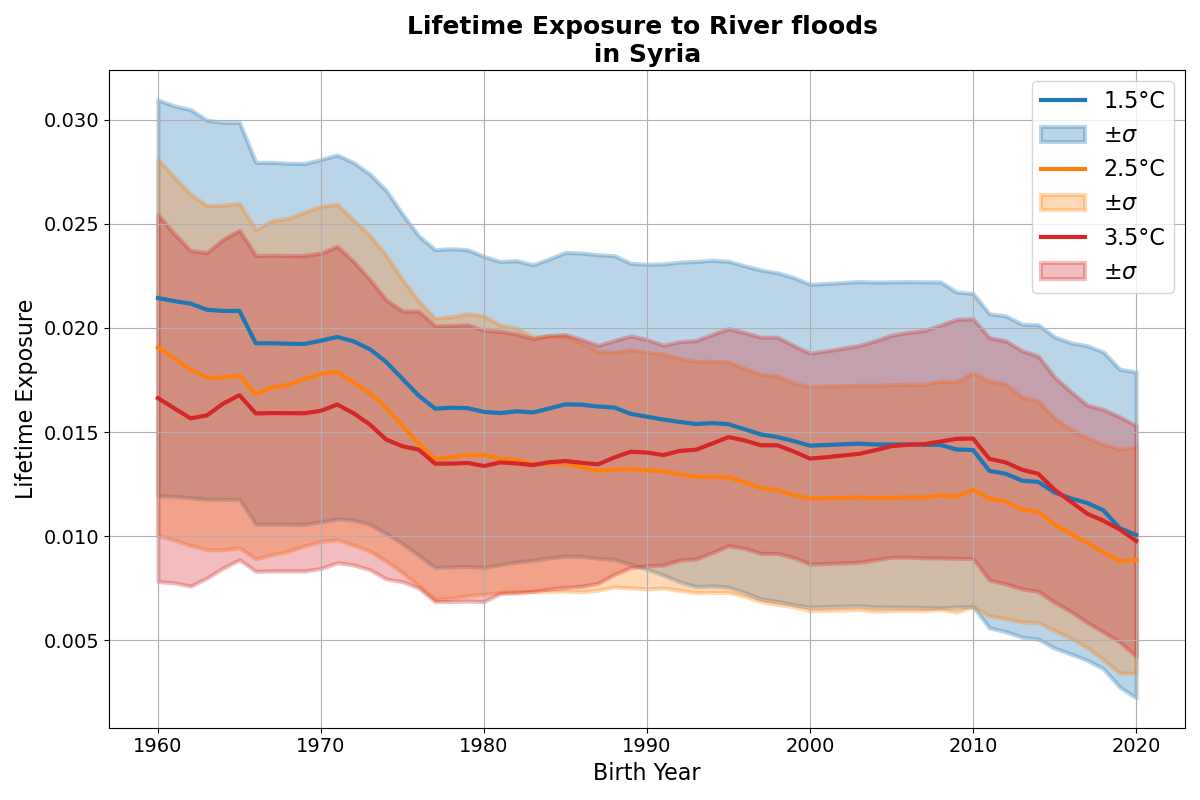 Lifetime Exposure to River floods
in Syria
1.5°C
±σ
2.5°C
±σ
3.5°C
±σ
Lifetime Exposure
0.030
0.025
0.020
0.015
0.010
0.005
1960 1970 1980 1990 2000 2010 2020
Birth Year